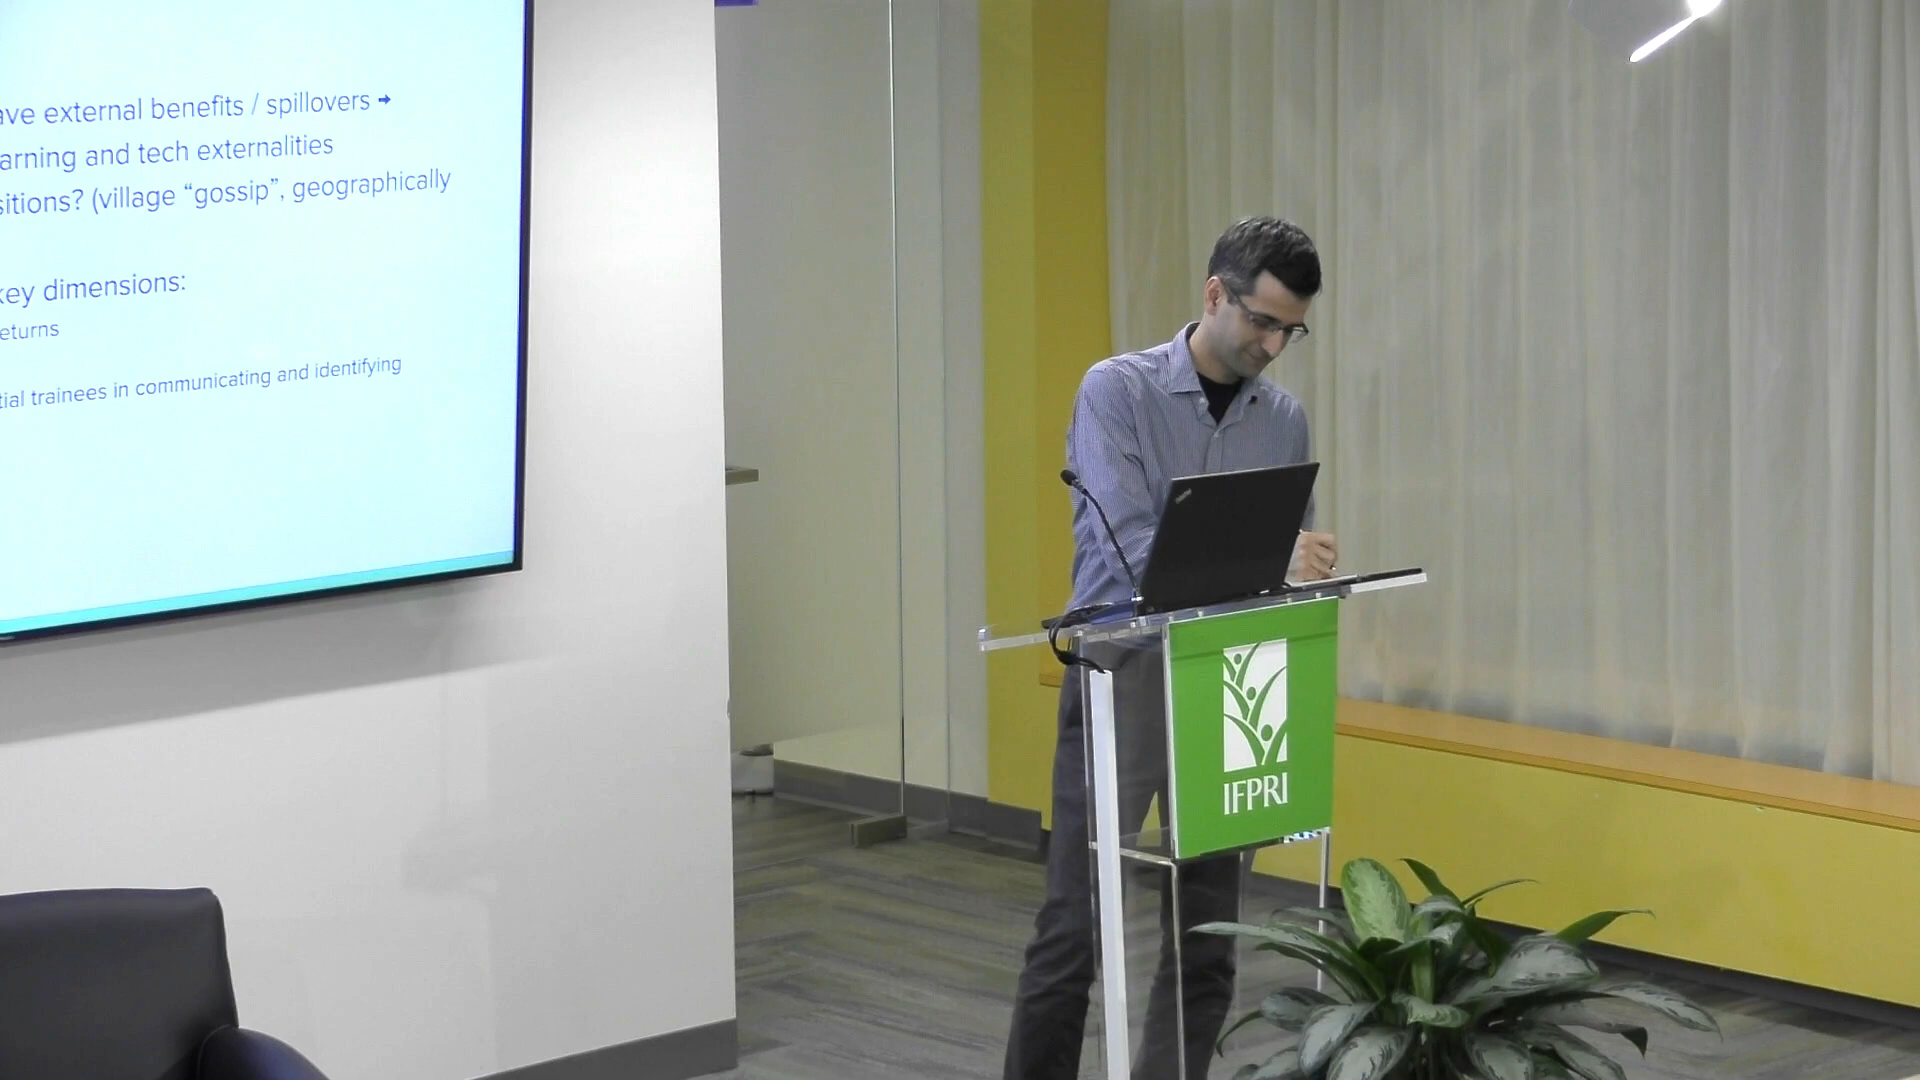 ave external benefits / spillovers →
arning and tech externalities
sitions? (village “gossip”, geographically
key dimensions:
eturns
tial trainees in communicating and identifying
IFPRI